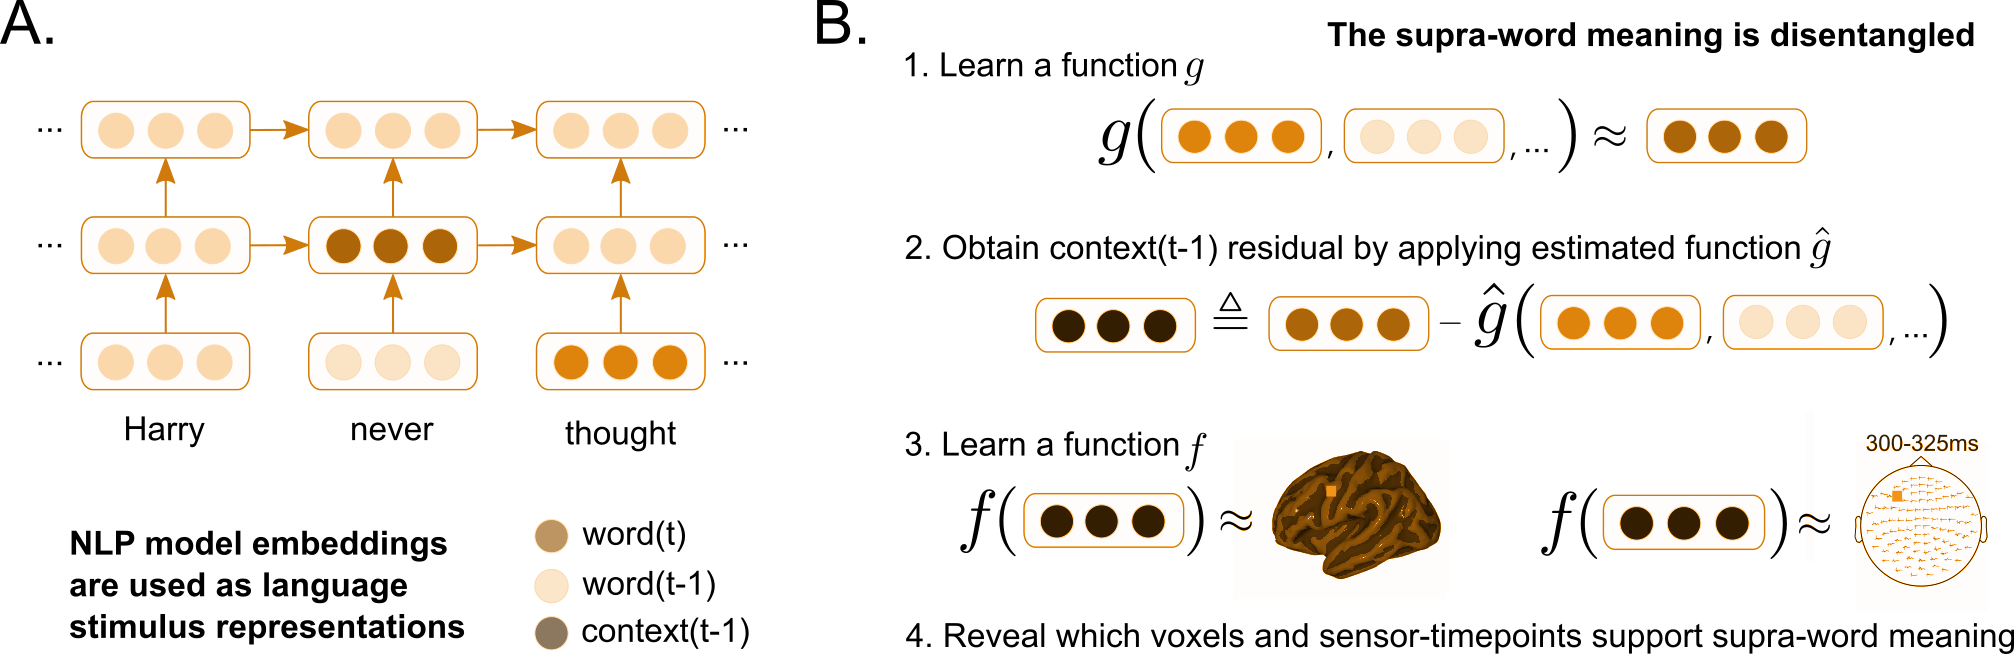 A.
... ...
... ...
... ...
Harry never thought
NLP model embeddings
are used as language
stimulus representations
word(t)
word(t-1)
context(t-1)
B.
The supra-word meaning is disentangled
1. Learn a function g
g( , , ... ) ≈
2. Obtain context(t-1) residual by applying estimated function ĝ
≜ - ĝ( , , ... )
3. Learn a function f
f( ) ≈
300-325ms
f( ) ≈
4. Reveal which voxels and sensor-timepoints support supra-word meaning